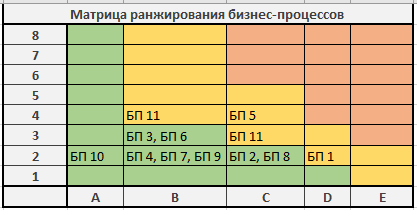 Матрица ранжирования бизнес-процессов
8
7
6
5
4 БП 11 БП 5
3 БП 3, БП 6 БП 11
2 БП 10 БП 4, БП 7, БП 9 БП 2, БП 8 БП 1
1
A B C D E